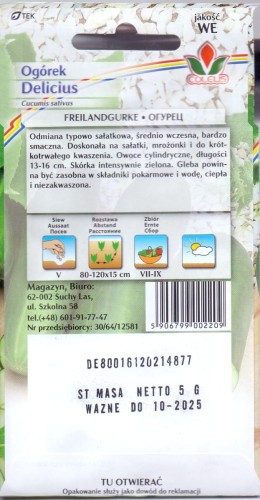 TEK
jakość
WE
Ogórek
Delicius
Cucumis sativus
FREILANDGURKE • ОГУРЕЦ
Odmiana typowo sałatkowa, średnio wczesna, bardzo
smaczna. Doskonała na sałatki, mrożonki i do krót-
kotrwałego kwaszenia. Owoce cylindryczne, długości
13-16 cm. Skórka intensywnie zielona. Gleba powin-
na być zasobna w składniki pokarmowe i wodę, ciepła
i niezakwaszona.
Siew
Aussaat
Посев
Rozstawa
Abstand
Расстояние
Zbiór
Ernte
Сбор
V
80-120x15 cm
VII-IX
Magazyn, Biuro:
62-002 Suchy Las,
ul. Szkolna 58
tel.(+48) 601-91-77-47
Nr przedsiębiorcy: 30/64/12581
5 906799 002209
DE80016120214877
ST MASA NETTO 5 G
WAZNE DO 10-2025
TU OTWIERAĆ
Opakowanie służy jako dowód do reklamacji